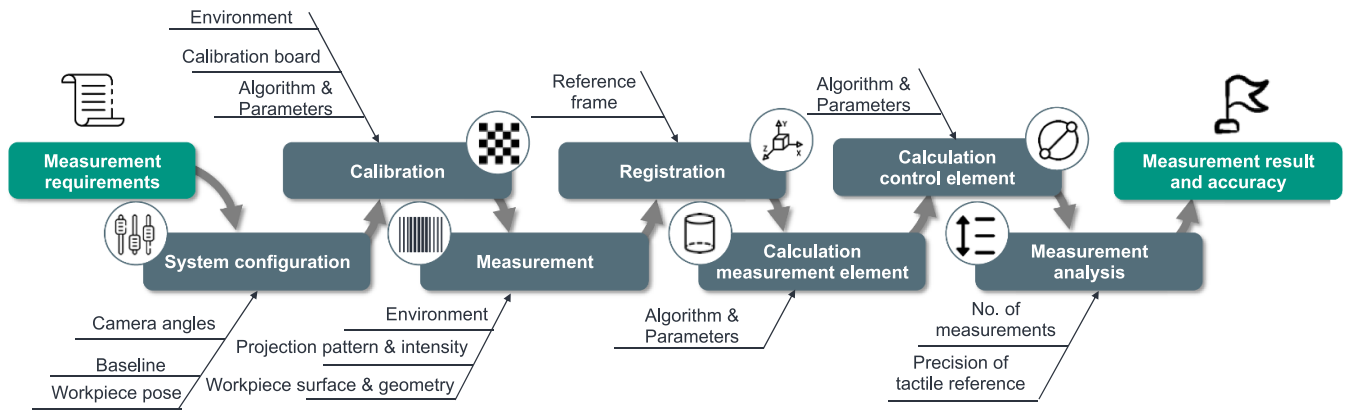 Environment
Calibration board
Algorithm &
Parameters
Reference
frame
Algorithm &
Parameters
Measurement
requirements
Calibration
Registration
Calculation
control element
Measurement result
and accuracy
Y
Z
X
System configuration
Measurement
Calculation
measurement element
Measurement
analysis
Camera angles
Baseline
Workpiece pose
Environment
Projection pattern & intensity
Workpiece surface & geometry
Algorithm &
Parameters
No. of
measurements
Precision of
tactile reference